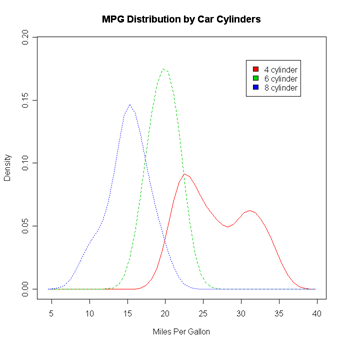 MPG Distribution by Car Cylinders
0.20
0.15
0.10
0.05
0.00
Density
4 cylinder
6 cylinder
8 cylinder
5 10 15 20 25 30 35 40
Miles Per Gallon